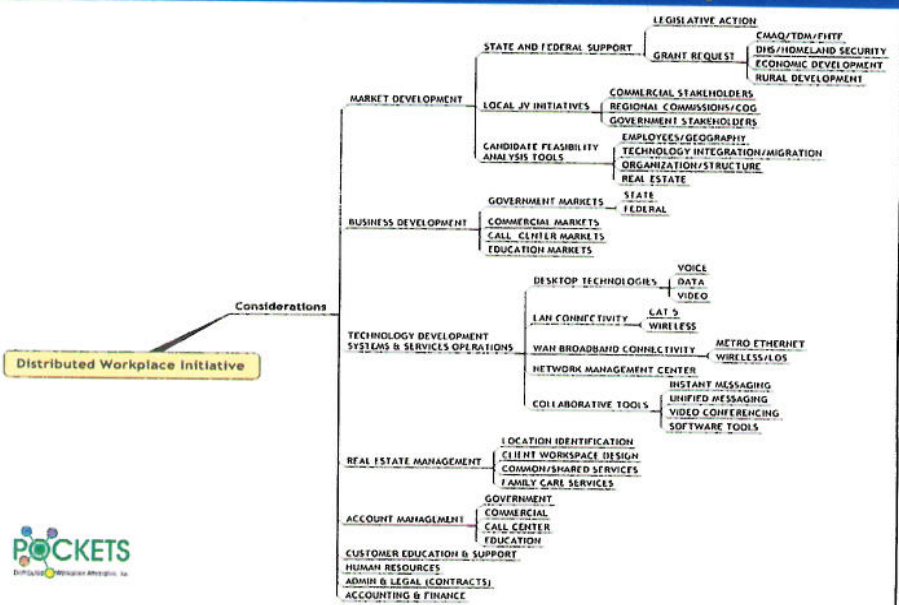 LEGISLATIVE ACTION
STATE AND FEDERAL SUPPORT
CMAQ/TDM/FHTF
GRANT REQUEST
DHS/HOMELAND SECURITY
ECONOMIC DEVELOPMENT
RURAL DEVELOPMENT
MARKET DEVELOPMENT
LOCAL JV INITIATIVES
COMMERCIAL STAKEHOLDERS
REGIONAL COMMISSIONS/COG
GOVERNMENT STAKEHOLDERS
CANDIDATE FEASIBILITY
ANALYSIS TOOLS
EMPLOYEES/GEOGRAPHY
TECHNOLOGY INTEGRATION/MIGRATION
ORGANIZATION/STRUCTURE
REAL ESTATE
BUSINESS DEVELOPMENT
GOVERNMENT MARKETS
STATE
FEDERAL
COMMERCIAL MARKETS
CALL CENTER MARKETS
EDUCATION MARKETS
Considerations
Distributed Workplace Initiative
TECHNOLOGY DEVELOPMENT
SYSTEMS & SERVICES OPERATIONS
DESKTOP TECHNOLOGIES
VOICE
DATA
VIDEO
LAN CONNECTIVITY
CAT 5
WIRELESS
WAN BROADBAND CONNECTIVITY
METRO ETHERNET
WIRELESS/LOS
NETWORK MANAGEMENT CENTER
COLLABORATIVE TOOLS
INSTANT MESSAGING
UNIFIED MESSAGING
VIDEO CONFERENCING
SOFTWARE TOOLS
REAL ESTATE MANAGEMENT
LOCATION IDENTIFICATION
CLIENT WORKSPACE DESIGN
COMMON/SHARED SERVICES
FAMILY CARE SERVICES
ACCOUNT MANAGEMENT
GOVERNMENT
COMMERCIAL
CALL CENTER
EDUCATION
CUSTOMER EDUCATION & SUPPORT
HUMAN RESOURCES
ADMIN & LEGAL (CONTRACTS)
ACCOUNTING & FINANCE
POCKETS